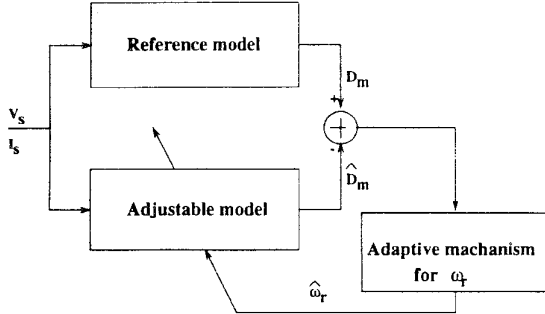 Reference model
D_m
+
V_s
I_s
-
D̂_m
Adjustable model
Adaptive machanism
for ω_r
ω̂_r